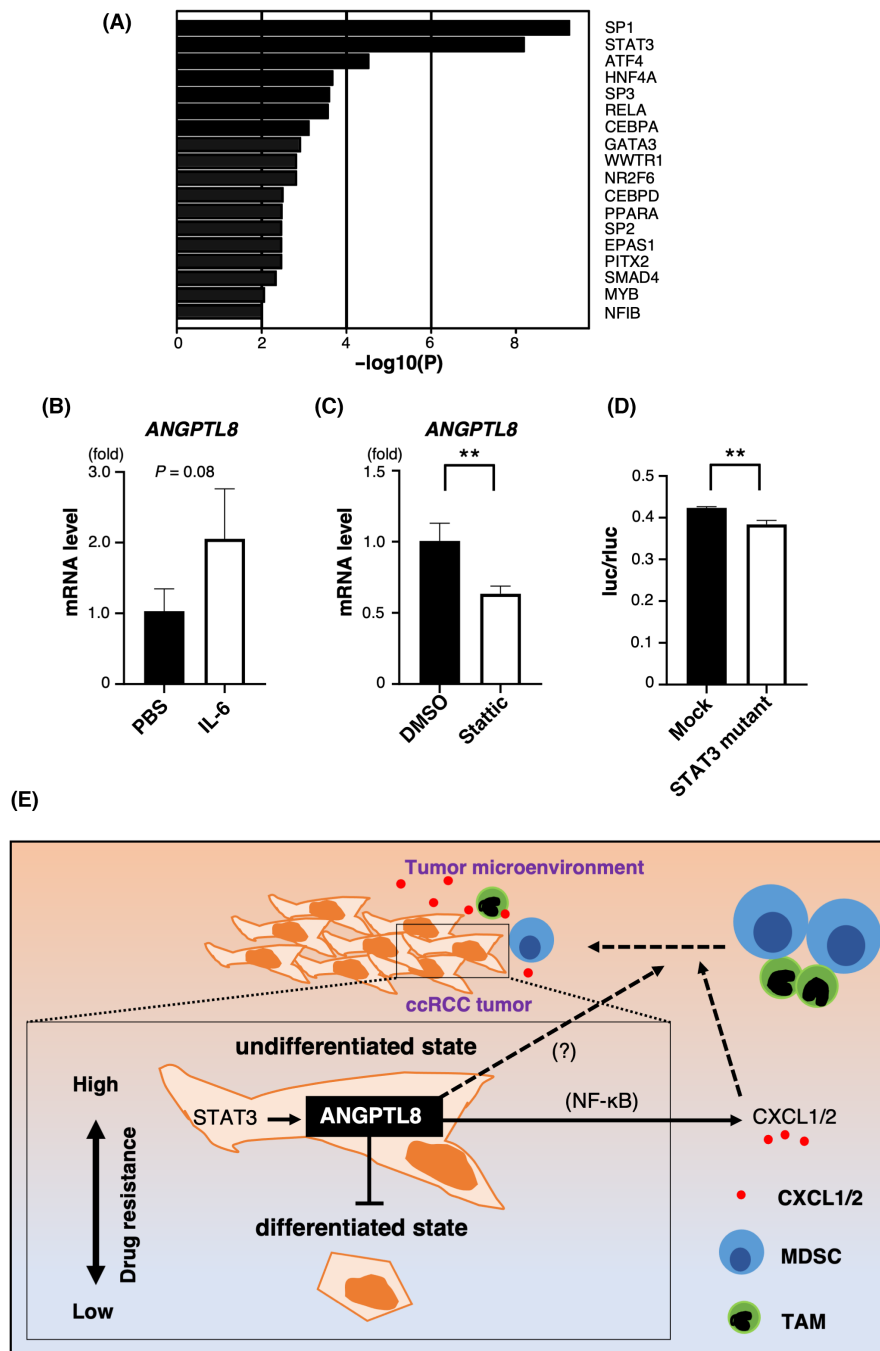 (A)
SP1
STAT3
ATF4
HNF4A
SP3
RELA
CEBPA
GATA3
WWTR1
NR2F6
CEBPD
PPARA
SP2
EPAS1
PITX2
SMAD4
MYB
NFIB
0 2 4 6 8
−log10(P)
(B)
ANGPTL8
(fold)
P = 0.08
3.0
2.0
1.0
0
mRNA level
PBS
IL-6
(C)
ANGPTL8
(fold)
**
1.5
1.0
0.5
0
mRNA level
DMSO
Stattic
(D)
**
0.5
0.4
0.3
0.2
0.1
0
luc/rluc
Mock
STAT3 mutant
(E)
Tumor microenvironment
ccRCC tumor
undifferentiated state
(?)
High
STAT3
ANGPTL8
(NF-κB)
CXCL1/2
Drug resistance
differentiated state
Low
CXCL1/2
MDSC
TAM